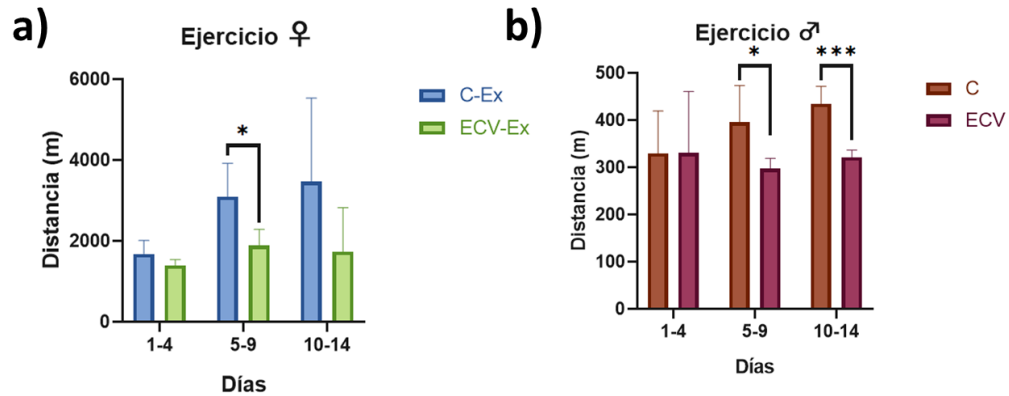 a)
Ejercicio ♀
6000
4000
2000
0
Distancia (m)
*
1-4
5-9
10-14
Días
C-Ex
ECV-Ex
b)
Ejercicio ♂
500
400
300
200
100
0
Distancia (m)
*
***
1-4
5-9
10-14
Días
C
ECV